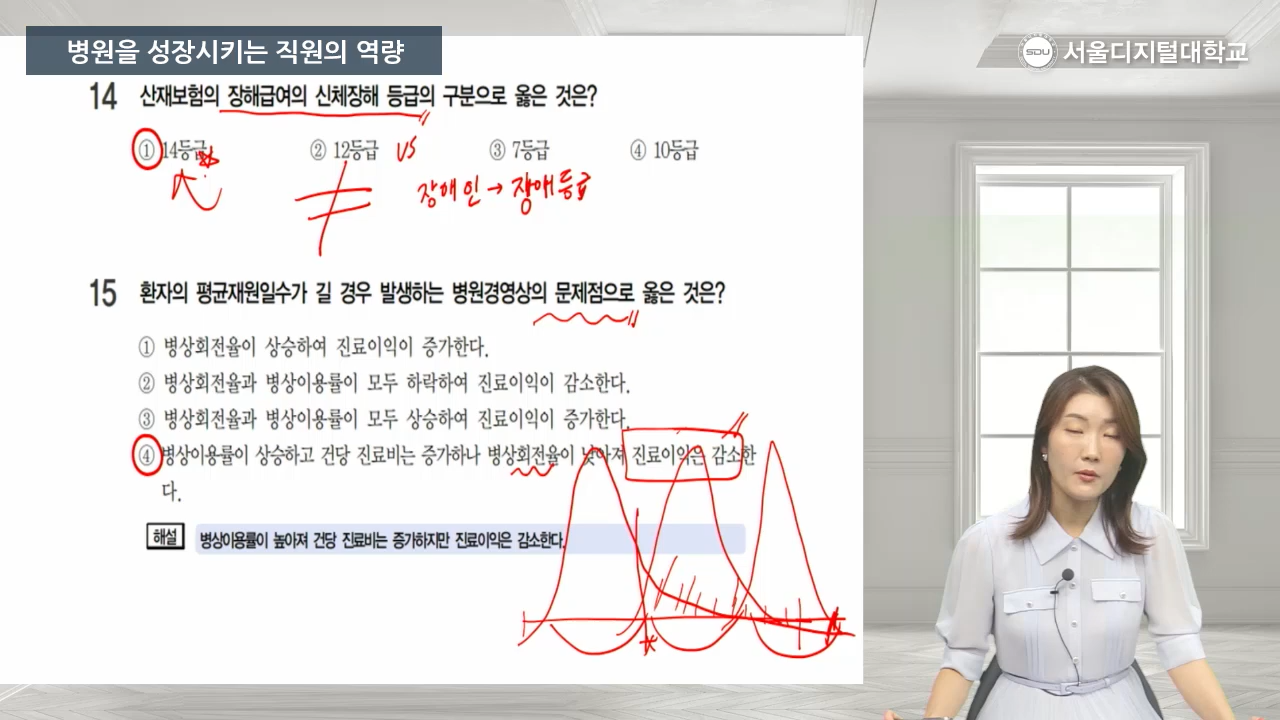 병원을 성장시키는 직원의 역량
SDU 서울디지털대학교
14 산재보험의 장해급여의 신체장해 등급의 구분으로 옳은 것은?
① 14등급 ② 12등급 VS ③ 7등급 ④ 10등급
장애인 → 장애등급
15 환자의 평균재원일수가 길 경우 발생하는 병원경영상의 문제점으로 옳은 것은?
① 병상회전율이 상승하여 진료이익이 증가한다.
② 병상회전율과 병상이용률이 모두 하락하여 진료이익이 감소한다.
③ 병상회전율과 병상이용률이 모두 상승하여 진료이익이 증가한다.
④ 병상이용률이 상승하고 건당 진료비는 증가하나 병상회전율이 낮아져 진료이익은 감소한
다.
해설 병상이용률이 높아져 건당 진료비는 증가하지만 진료이익은 감소한다.